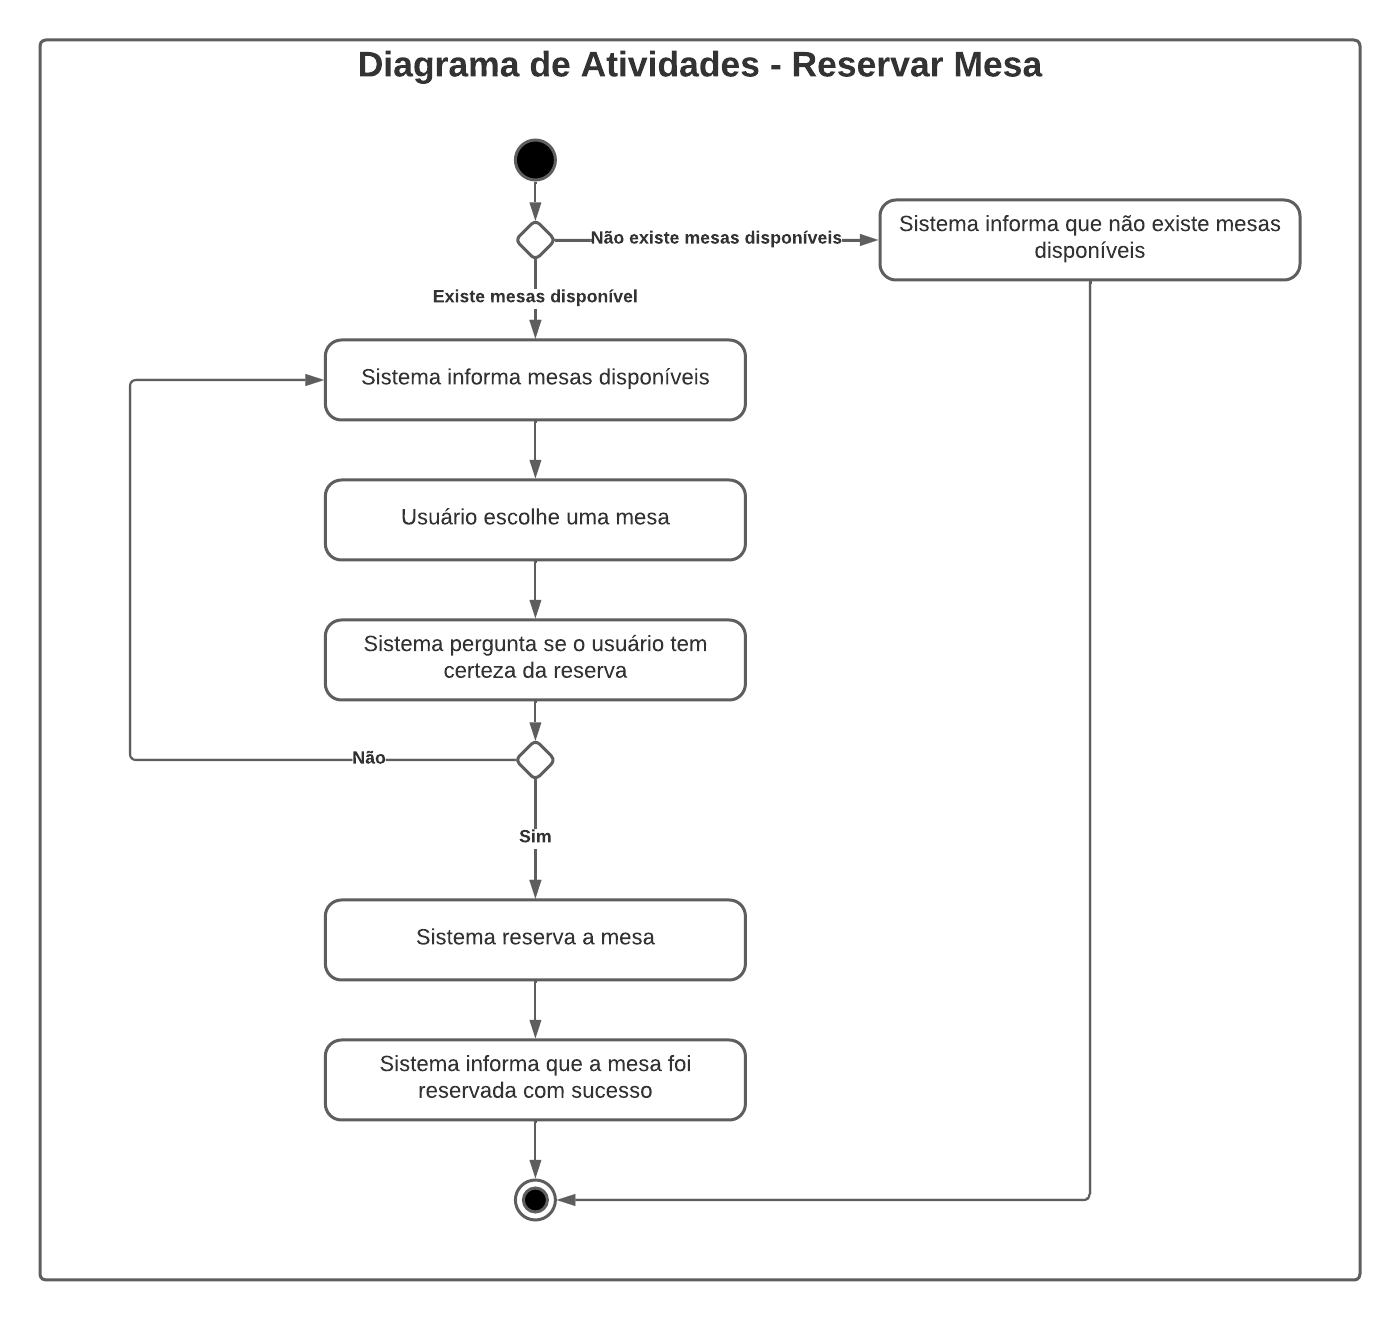 Diagrama de Atividades - Reservar Mesa
Não existe mesas disponíveis
Sistema informa que não existe mesas
disponíveis
Existe mesas disponível
Sistema informa mesas disponíveis
Usuário escolhe uma mesa
Sistema pergunta se o usuário tem
certeza da reserva
Não
Sim
Sistema reserva a mesa
Sistema informa que a mesa foi
reservada com sucesso